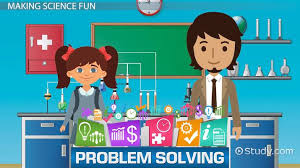 MAKING SCIENCE FUN
$
i
PROBLEM SOLVING
Study.com